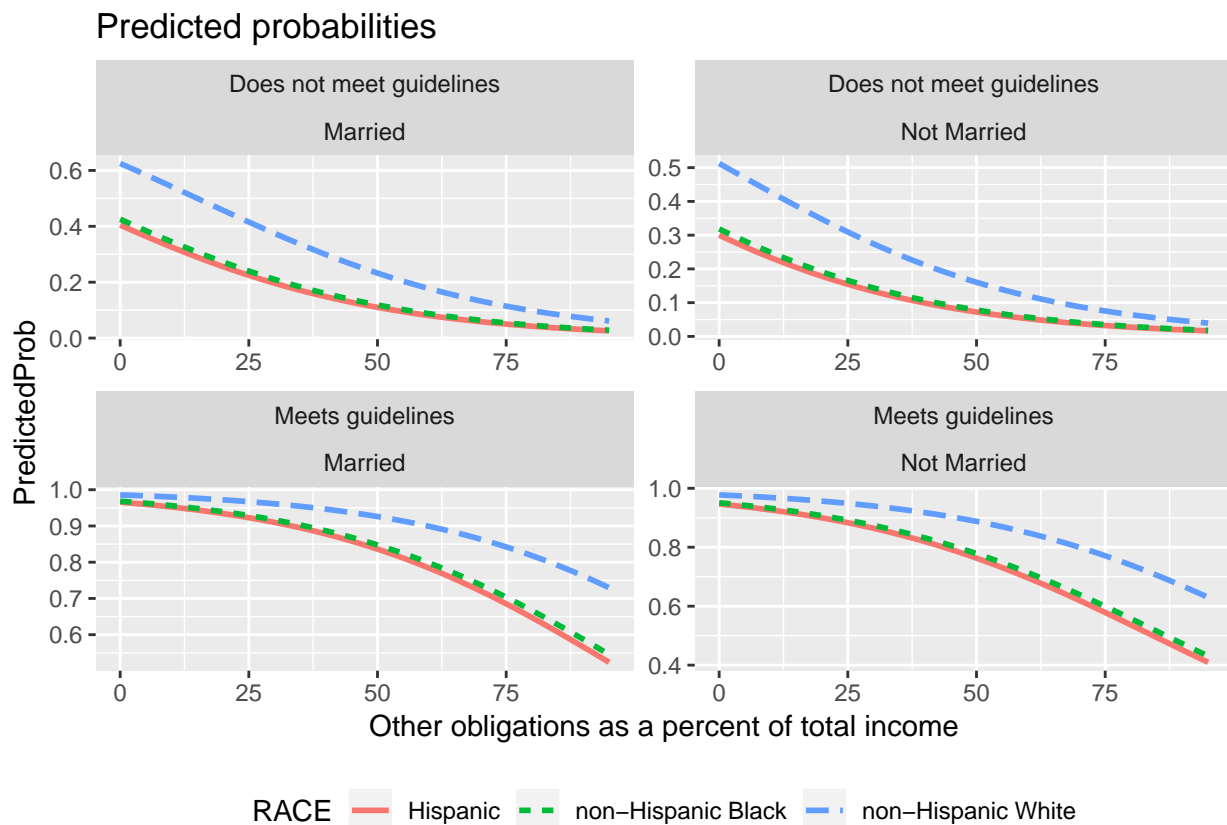 Predicted probabilities
Does not meet guidelines
Married
Does not meet guidelines
Not Married
0.6
0.4
0.2
0.0
0.5
0.4
0.3
0.2
0.1
0.0
0 25 50 75
0 25 50 75
PredictedProb
Meets guidelines
Married
Meets guidelines
Not Married
1.0
0.9
0.8
0.7
0.6
1.0
0.8
0.6
0.4
0 25 50 75
0 25 50 75
Other obligations as a percent of total income
RACE Hispanic non−Hispanic Black non−Hispanic White